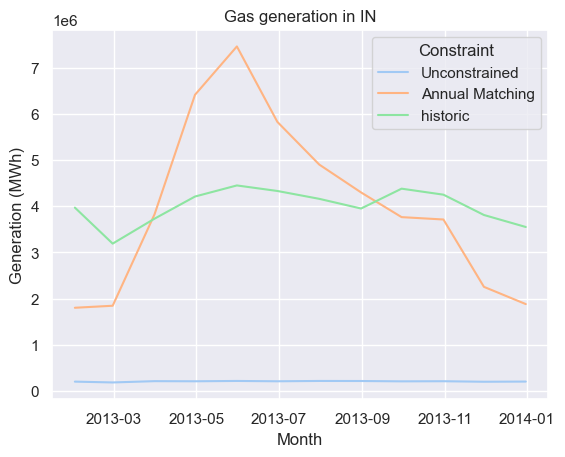 Gas generation in IN
1e6
Constraint
Unconstrained
Annual Matching
historic
7
6
5
4
3
2
1
0
Generation (MWh)
2013-03 2013-05 2013-07 2013-09 2013-11 2014-01
Month